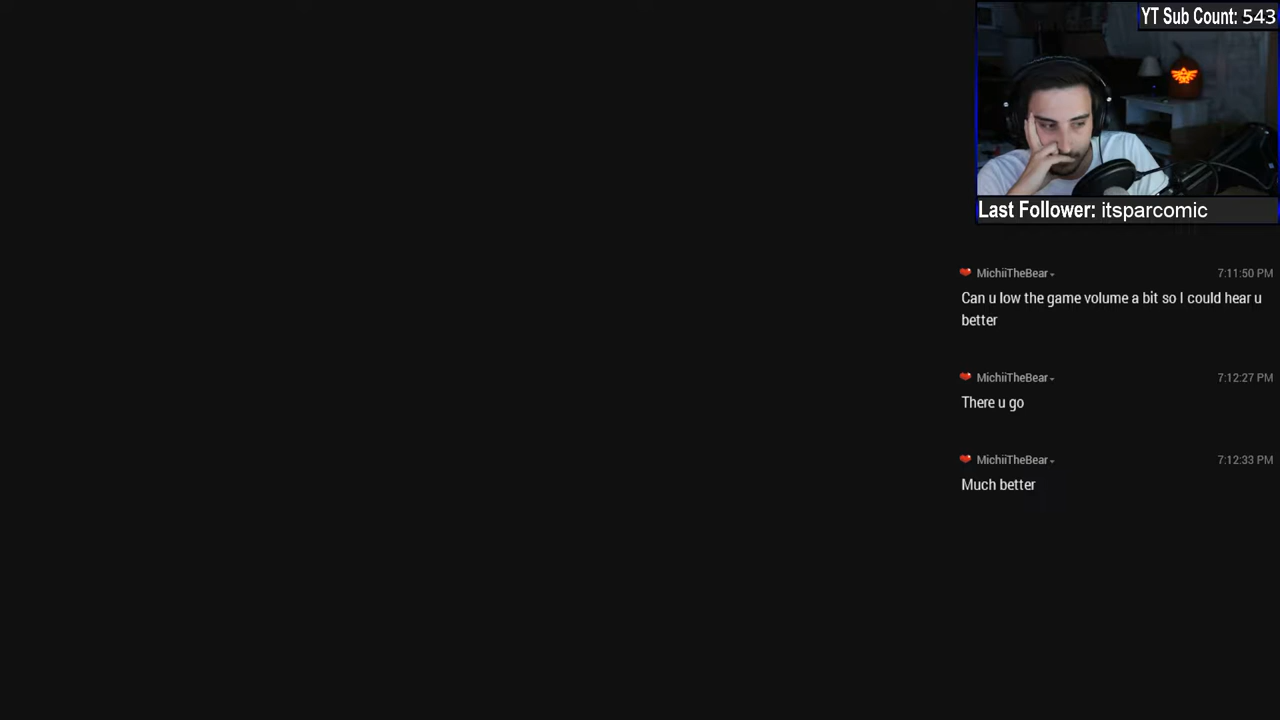 YT Sub Count: 543
Last Follower: itsparcomic
MichiiTheBear 7:11:50 PM
Can u low the game volume a bit so I could hear u
better
MichiiTheBear 7:12:27 PM
There u go
MichiiTheBear 7:12:33 PM
Much better